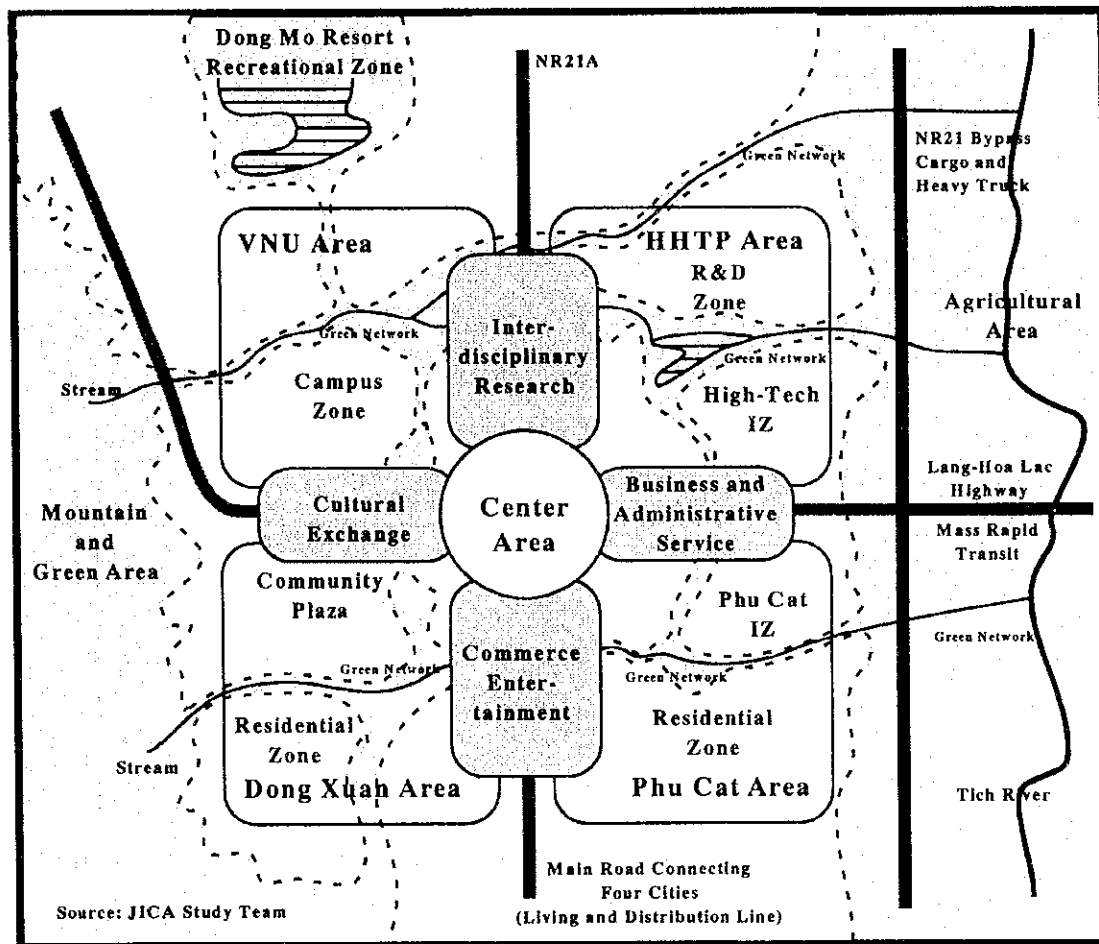 Dong Mo Resort
Recreational Zone
NR21A
Green Network
NR21 Bypass
Cargo and
Heavy Truck
VNU Area
HHTP Area
R&D
Zone
Agricultural
Area
Green Network
Inter-
disciplinary
Research
Green Network
Stream
Campus
Zone
High-Tech
IZ
Mountain
and
Green Area
Cultural
Exchange
Center
Area
Business and
Administrative
Service
Lang-Hoa Lac
Highway
Mass Rapid
Transit
Community
Plaza
Phu Cat
IZ
Green Network
Green Network
Commerce
Enter-
tainment
Green Network
Residential
Zone
Residential
Zone
Stream
Dong Xuan Area
Phu Cat Area
Tich River
Main Road Connecting
Four Cities
(Living and Distribution Line)
Source: JICA Study Team